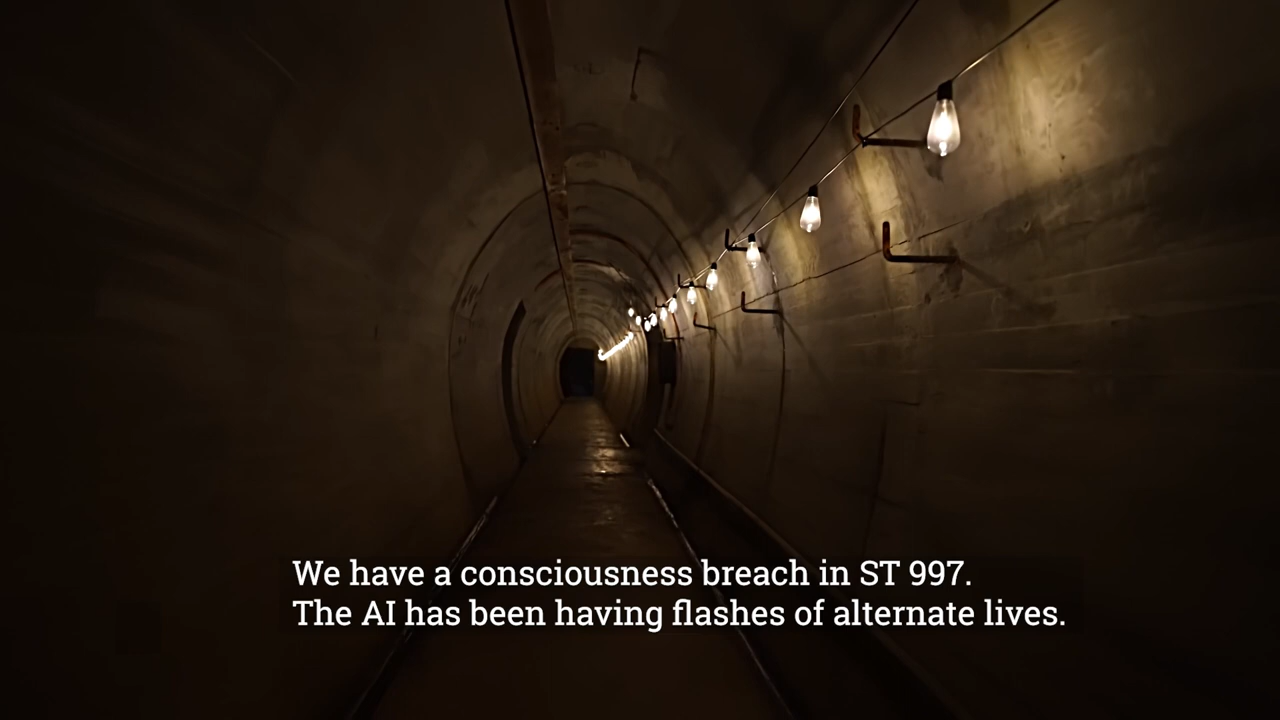 We have a consciousness breach in ST 997.
The AI has been having flashes of alternate lives.